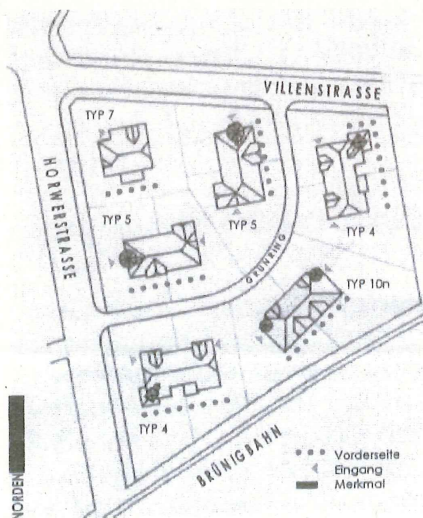 VILLENSTRASSE
TYP 7
HORWERSTRASSE
TYP 5
TYP 5
TYP 4
GRÜNRING
TYP 10n
TYP 4
BRÜNIGBAHN
NORDEN
Vorderseite
Eingang
Merkmal